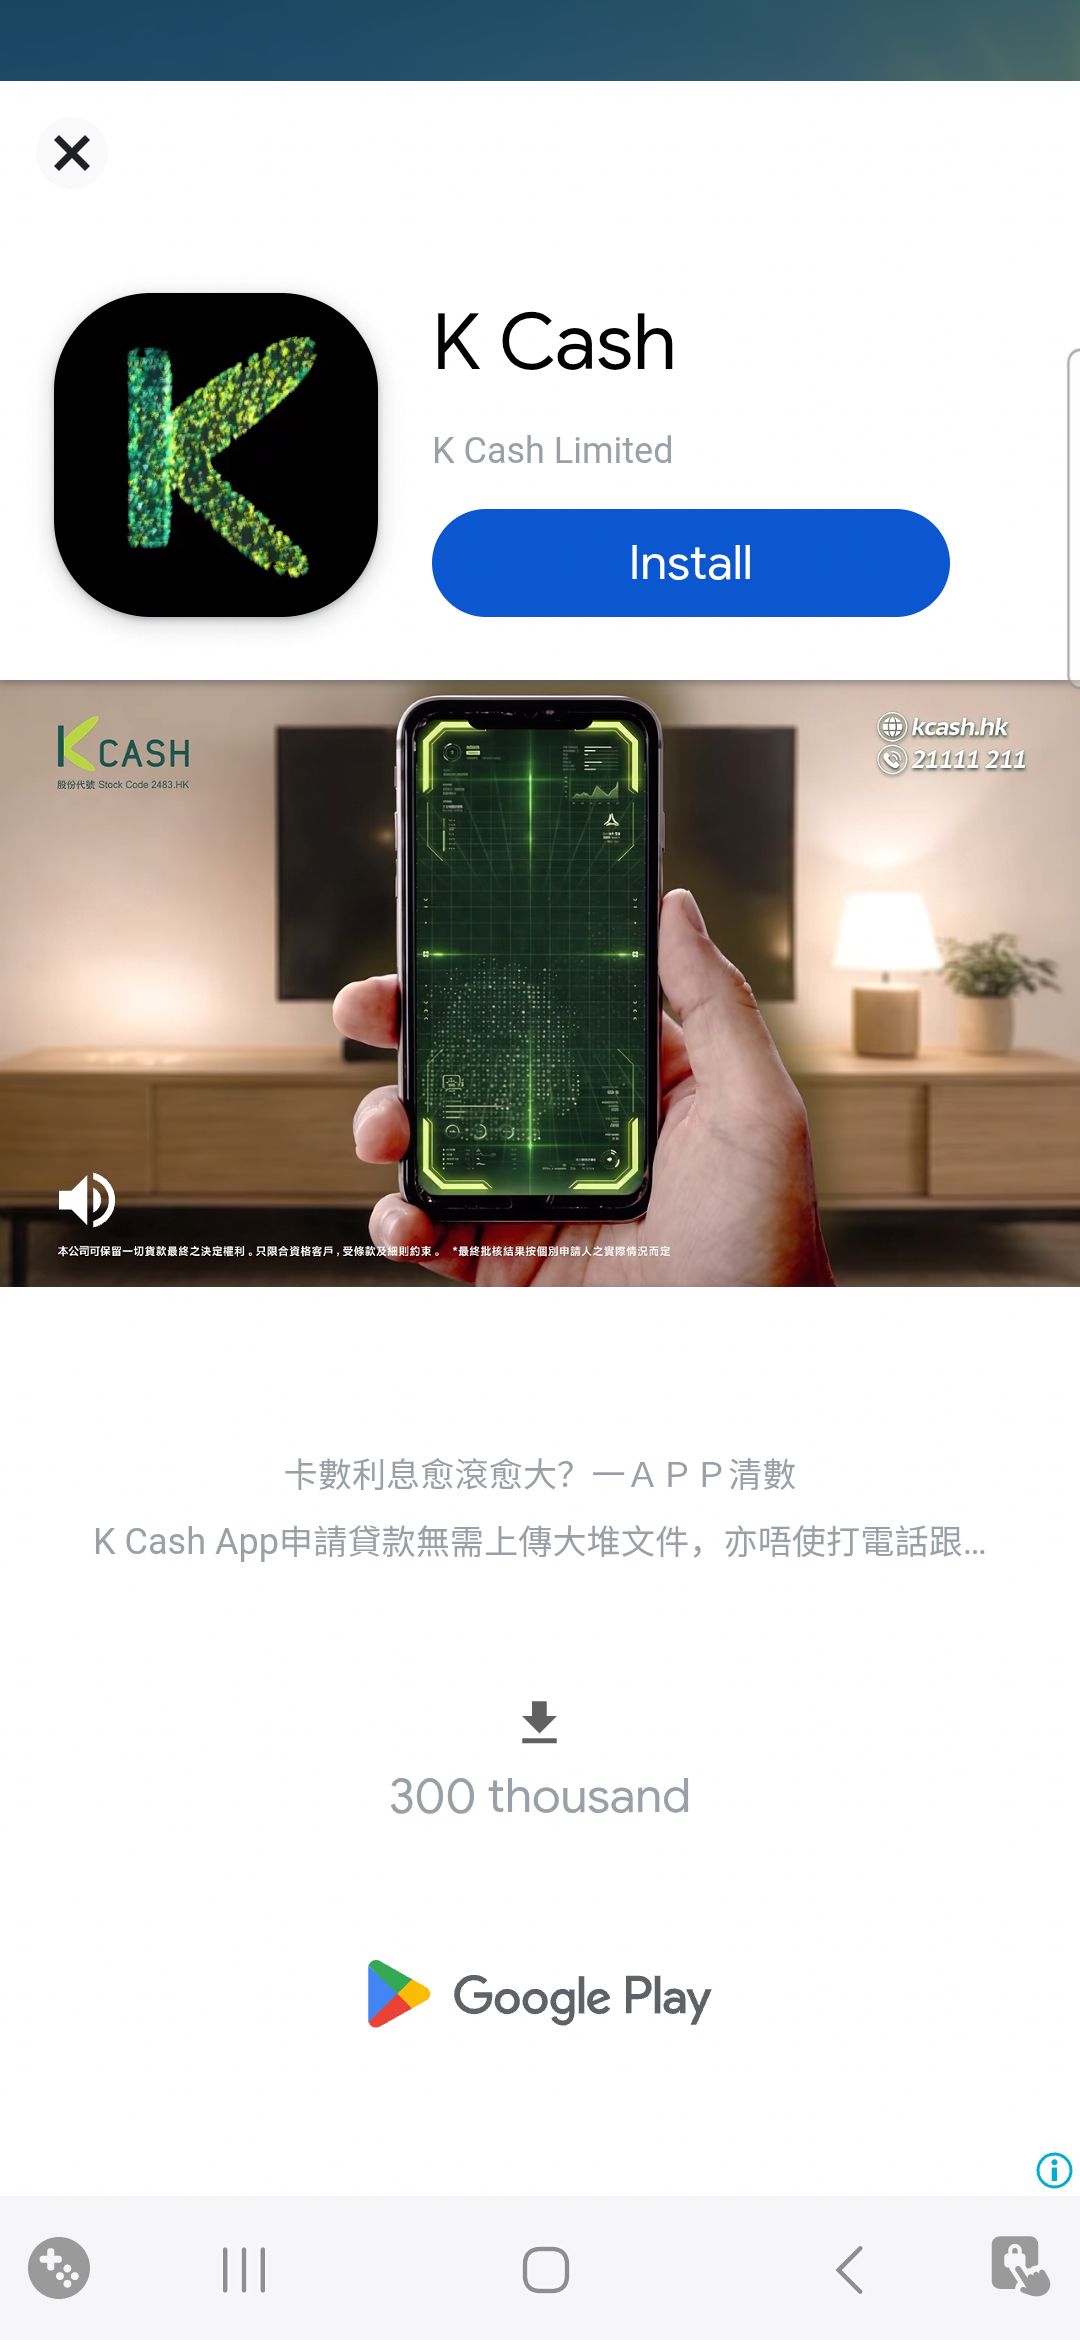 K Cash
K Cash Limited
Install
K CASH
股份代號 Stock Code 2483.HK
kcash.hk
21111 211
本公司可保留一切貸款最終之決定權利。只限合資格客戶，受條款及細則約束。 *最終批核結果按個別申請人之實際情況而定
卡數利息愈滾愈大？一ＡＰＰ清數
K Cash App申請貸款無需上傳大堆文件，亦唔使打電話跟...
300 thousand
Google Play